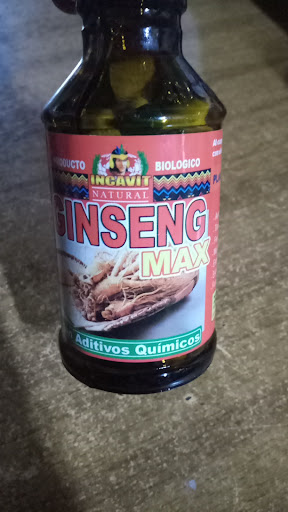 PRODUCTO BIOLOGICO
INCAVIT
NATURAL
GINSENG
MAX
Aditivos Químicos